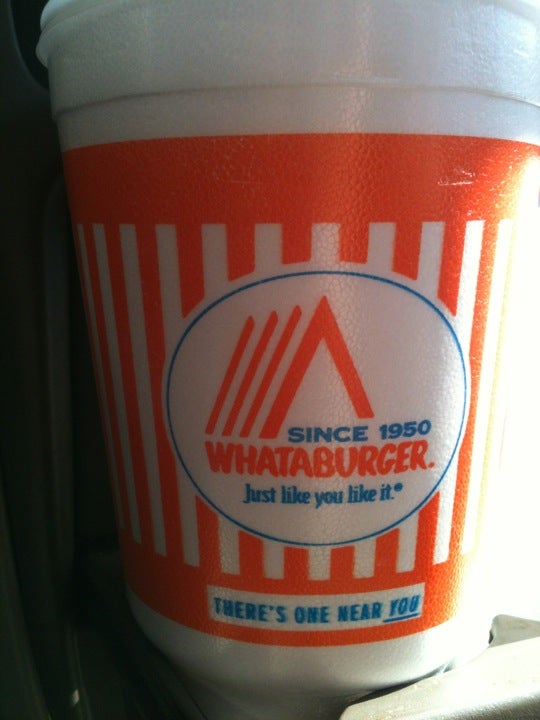 SINCE 1950
WHATABURGER.
Just like you like it.®
THERE'S ONE NEAR YOU